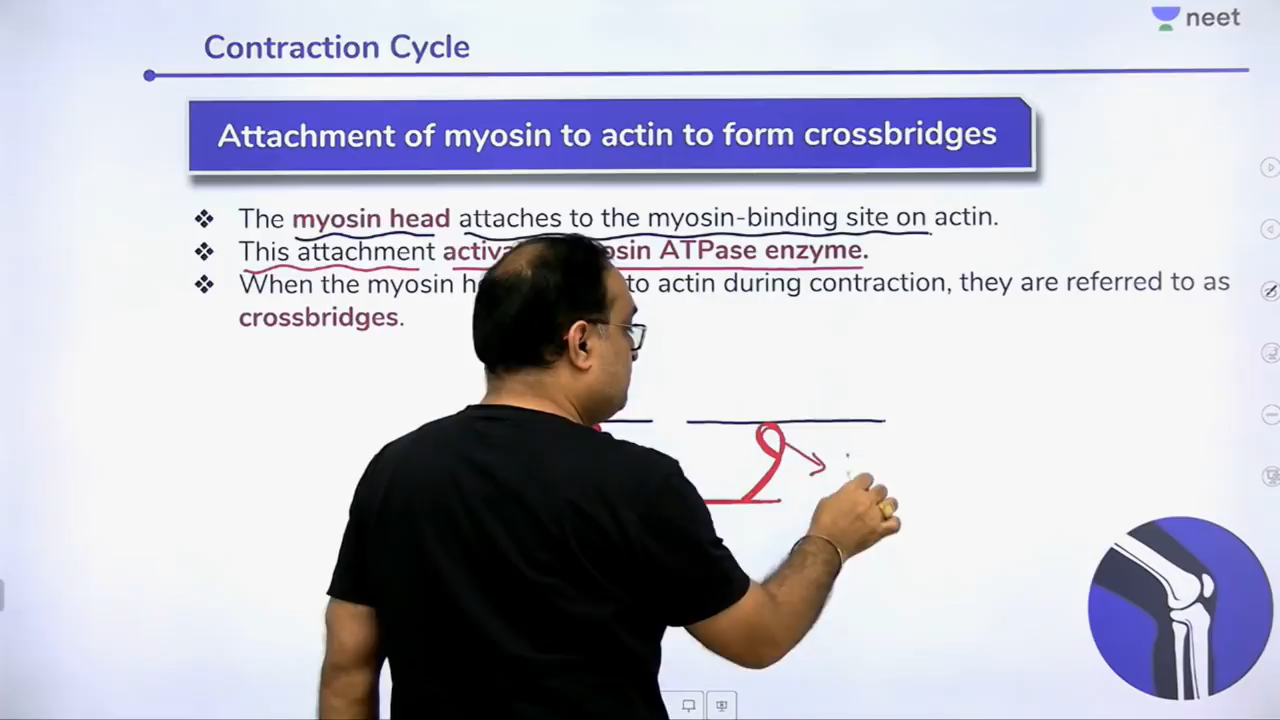 neet
Contraction Cycle
Attachment of myosin to actin to form crossbridges
❖ The myosin head attaches to the myosin-binding site on actin.
❖ This attachment ATPase enzyme.
❖ When the myosin to actin during contraction, they are referred to as
crossbridges.